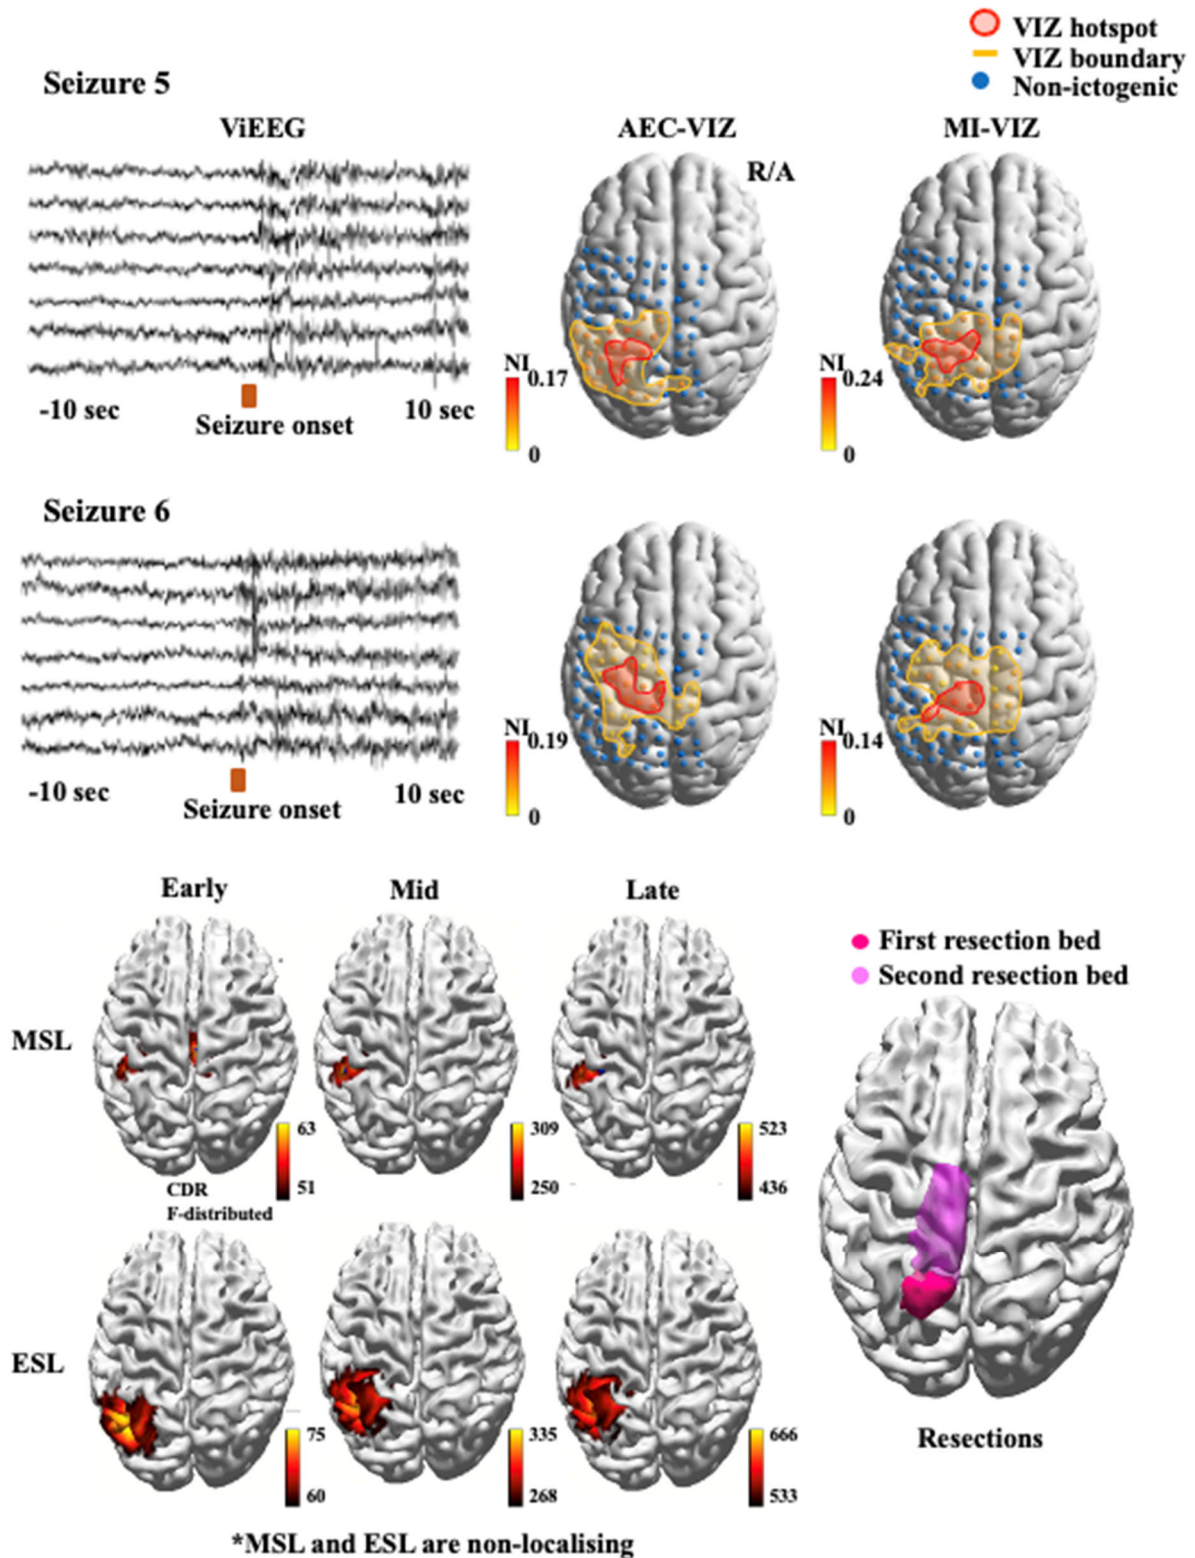 VIZ hotspot
VIZ boundary
Non-ictogenic
Seizure 5
ViEEG
AEC-VIZ
MI-VIZ
R/A
NI 0.17
0
NI 0.24
0
-10 sec
10 sec
Seizure onset
Seizure 6
NI 0.19
0
NI 0.14
0
-10 sec
10 sec
Seizure onset
Early
Mid
Late
First resection bed
Second resection bed
MSL
63
51
309
250
523
436
CDR
F-distributed
ESL
75
60
335
268
666
533
Resections
*MSL and ESL are non-localising